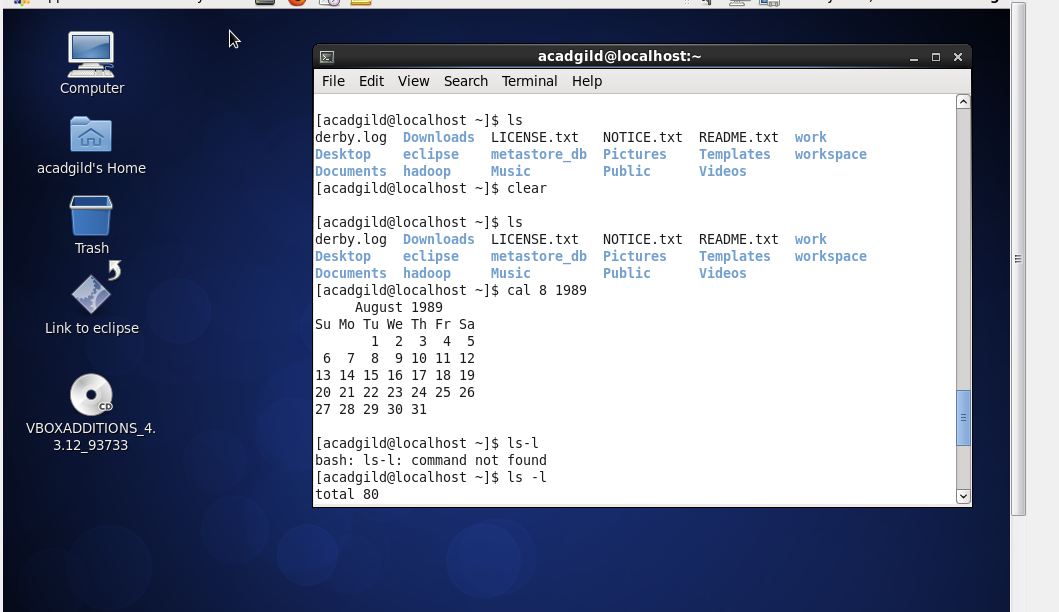 Computer
acadgild's Home
Trash
Link to eclipse
CD
VBOXADDITIONS_4.
3.12_93733
acadgild@localhost:~
File Edit View Search Terminal Help
[acadgild@localhost ~]$ ls
derby.log  Downloads  LICENSE.txt   NOTICE.txt  README.txt  work
Desktop    eclipse    metastore_db  Pictures    Templates   workspace
Documents  hadoop     Music         Public      Videos
[acadgild@localhost ~]$ clear
[acadgild@localhost ~]$ ls
derby.log  Downloads  LICENSE.txt   NOTICE.txt  README.txt  work
Desktop    eclipse    metastore_db  Pictures    Templates   workspace
Documents  hadoop     Music         Public      Videos
[acadgild@localhost ~]$ cal 8 1989
     August 1989
Su Mo Tu We Th Fr Sa
       1  2  3  4  5
 6  7  8  9 10 11 12
13 14 15 16 17 18 19
20 21 22 23 24 25 26
27 28 29 30 31
[acadgild@localhost ~]$ ls-l
bash: ls-l: command not found
[acadgild@localhost ~]$ ls -l
total 80